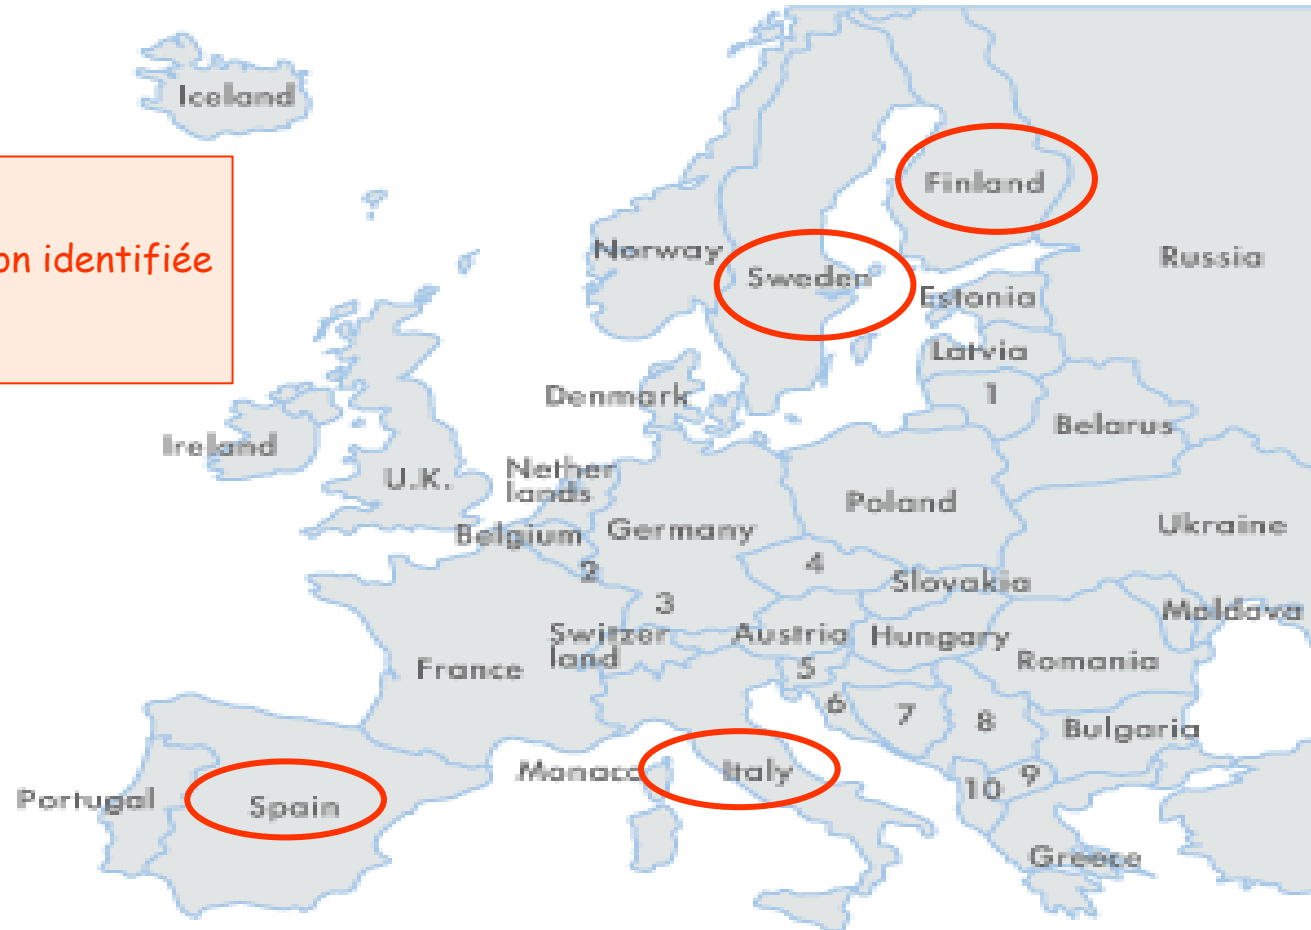 Iceland
on identifiée
Finland
Norway
Sweden
Russia
Estonia
Latvia
1
Denmark
Belarus
Ireland
U.K.
Nether
lands
Poland
Belgium
Germany
Ukraine
2
4
Slovakia
3
Moldova
Switzer
land
Austria
Hungary
France
5
Romania
6
7
8
Bulgaria
Monaco
Italy
9
10
Portugal
Spain
Greece